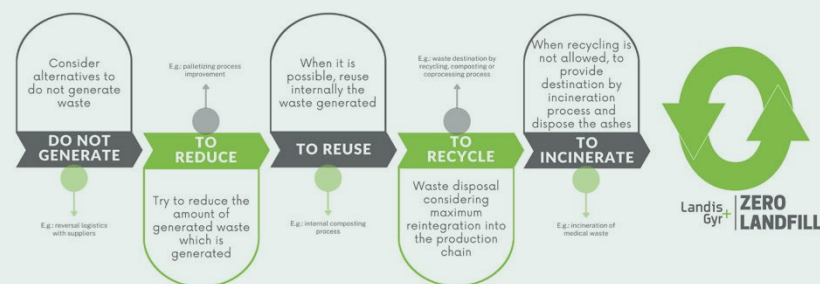 Consider
alternatives to
do not generate
waste
DO NOT
GENERATE
E.g.: reversal logistics
with suppliers
E.g.: palletizing process
improvement
TO
REDUCE
Try to reduce the
amount of
generated waste
which is
generated
When it is
possible, reuse
internally the
waste generated
TO REUSE
E.g.: internal composting
process
E.g.: waste destination by
recycling, composting or
coprocessing process
TO
RECYCLE
Waste disposal
considering
maximum
reintegration into
the production
chain
When recycling is
not allowed, to
provide
destination by
incineration
process and
dispose the ashes
TO
INCINERATE
E.g.: incineration of
medical waste
Landis
Gyr+
ZERO
LANDFILL